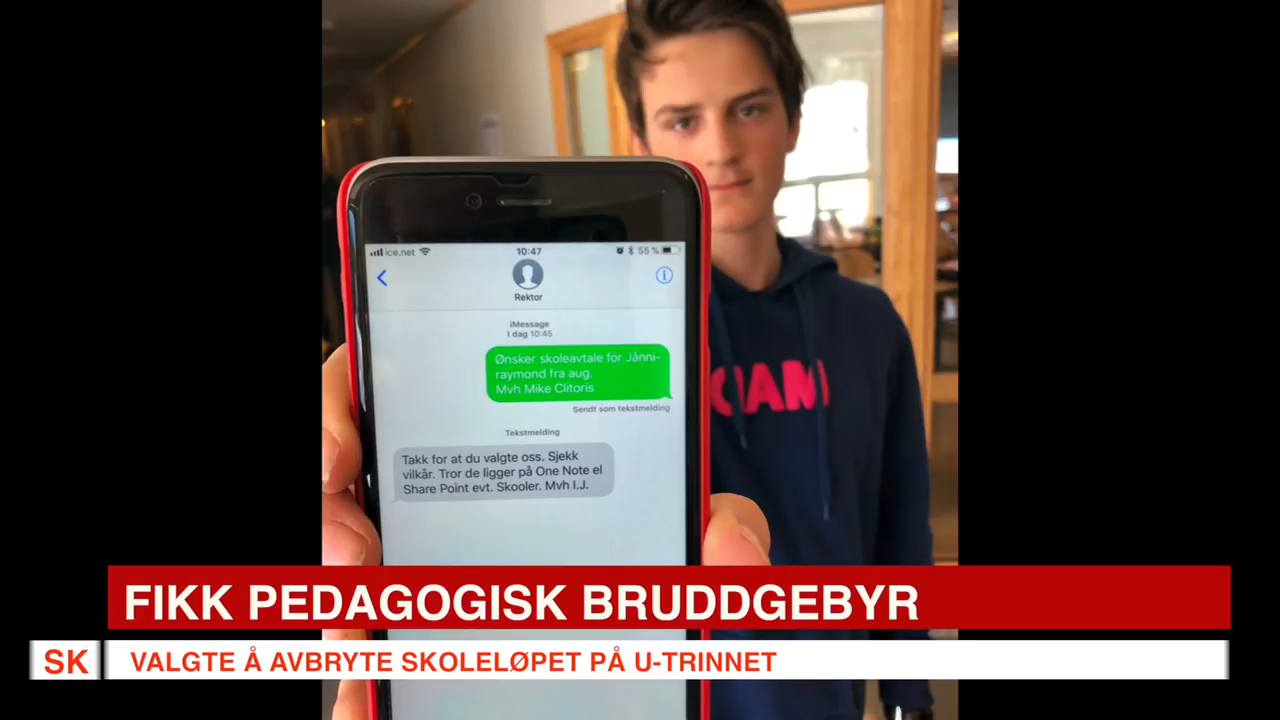 ice.net
10:47
55 %
Rektor
iMessage
I dag 10:45
Ønsker skoleavtale for Jånni-
raymond fra aug.
Mvh Mike Clitoris
Sendt som tekstmelding
Tekstmelding
Takk for at du valgte oss. Sjekk
vilkår. Tror de ligger på One Note el
Share Point evt. Skooler. Mvh I.J.
FIKK PEDAGOGISK BRUDDGEBYR
SK
VALGTE Å AVBRYTE SKOLELØPET PÅ U-TRINNET